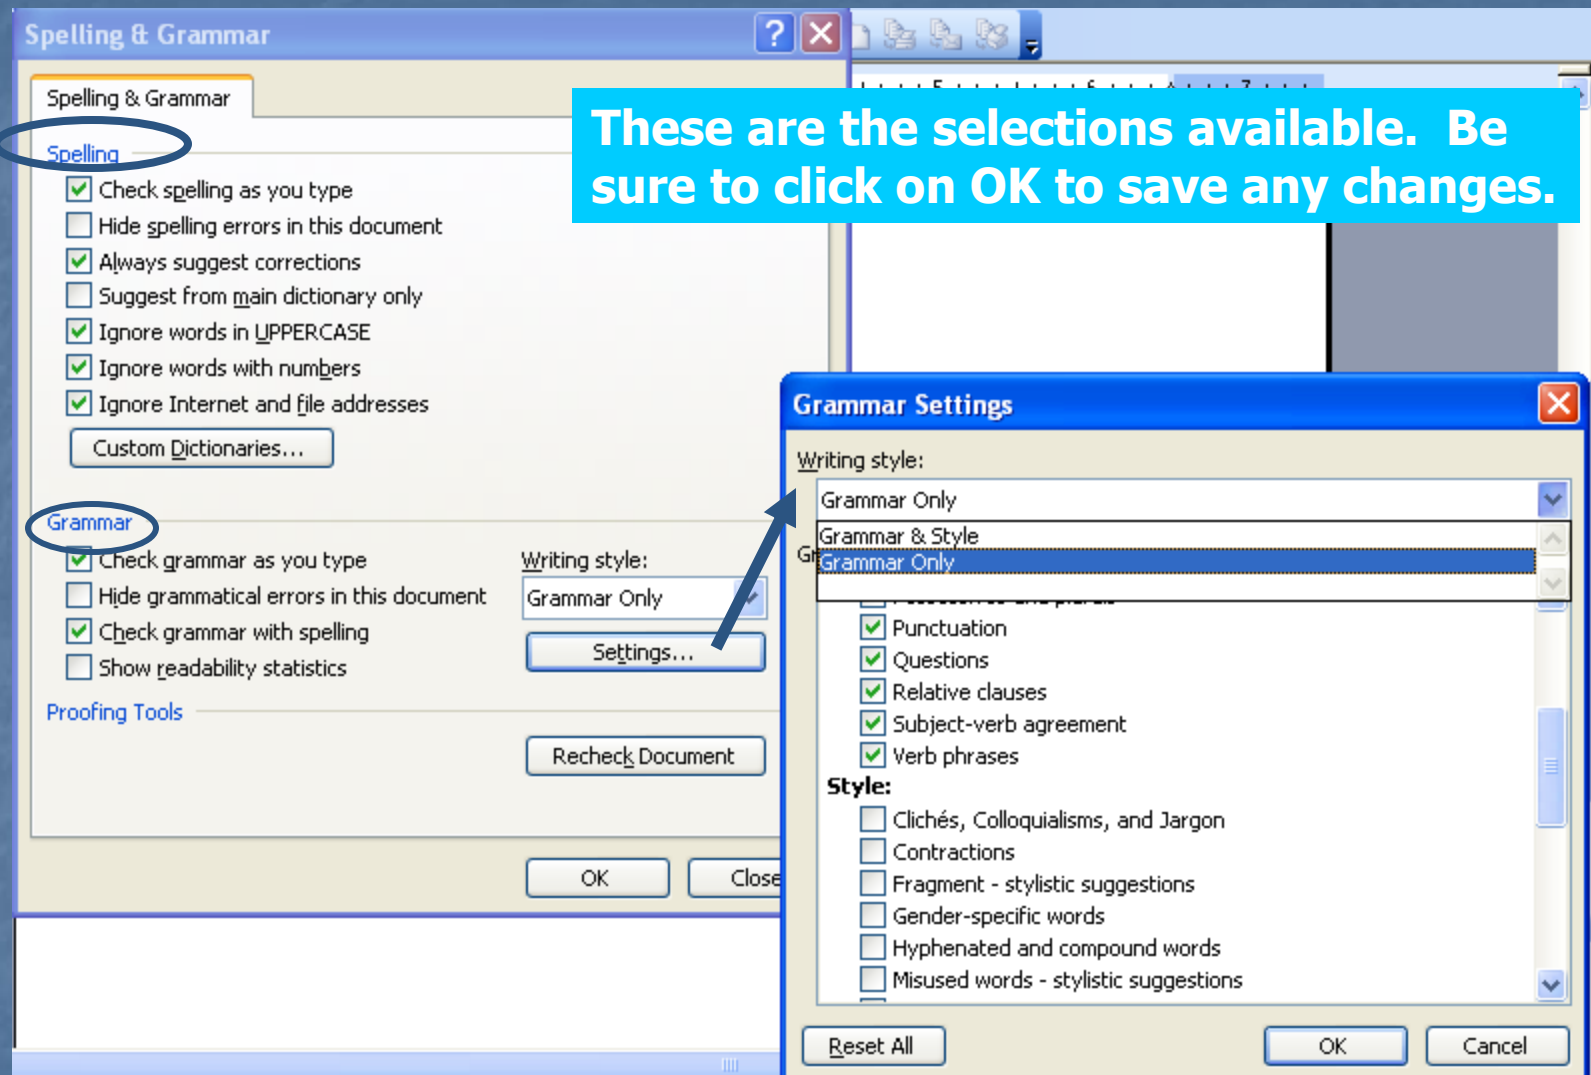 Spelling & Grammar
5 6 7
These are the selections available. Be
sure to click on OK to save any changes.
Spelling & Grammar
Spelling
Check spelling as you type
Hide spelling errors in this document
Always suggest corrections
Suggest from main dictionary only
Ignore words in UPPERCASE
Ignore words with numbers
Ignore Internet and file addresses
Custom Dictionaries...
Grammar
Check grammar as you type
Writing style:
Hide grammatical errors in this document
Grammar Only
Check grammar with spelling
Settings...
Show readability statistics
Proofing Tools
Recheck Document
OK
Close
Grammar Settings
Writing style:
Grammar Only
Grammar & Style
Grammar Only
Punctuation
Questions
Relative clauses
Subject-verb agreement
Verb phrases
Style:
Clichés, Colloquialisms, and Jargon
Contractions
Fragment - stylistic suggestions
Gender-specific words
Hyphenated and compound words
Misused words - stylistic suggestions
Reset All
OK
Cancel